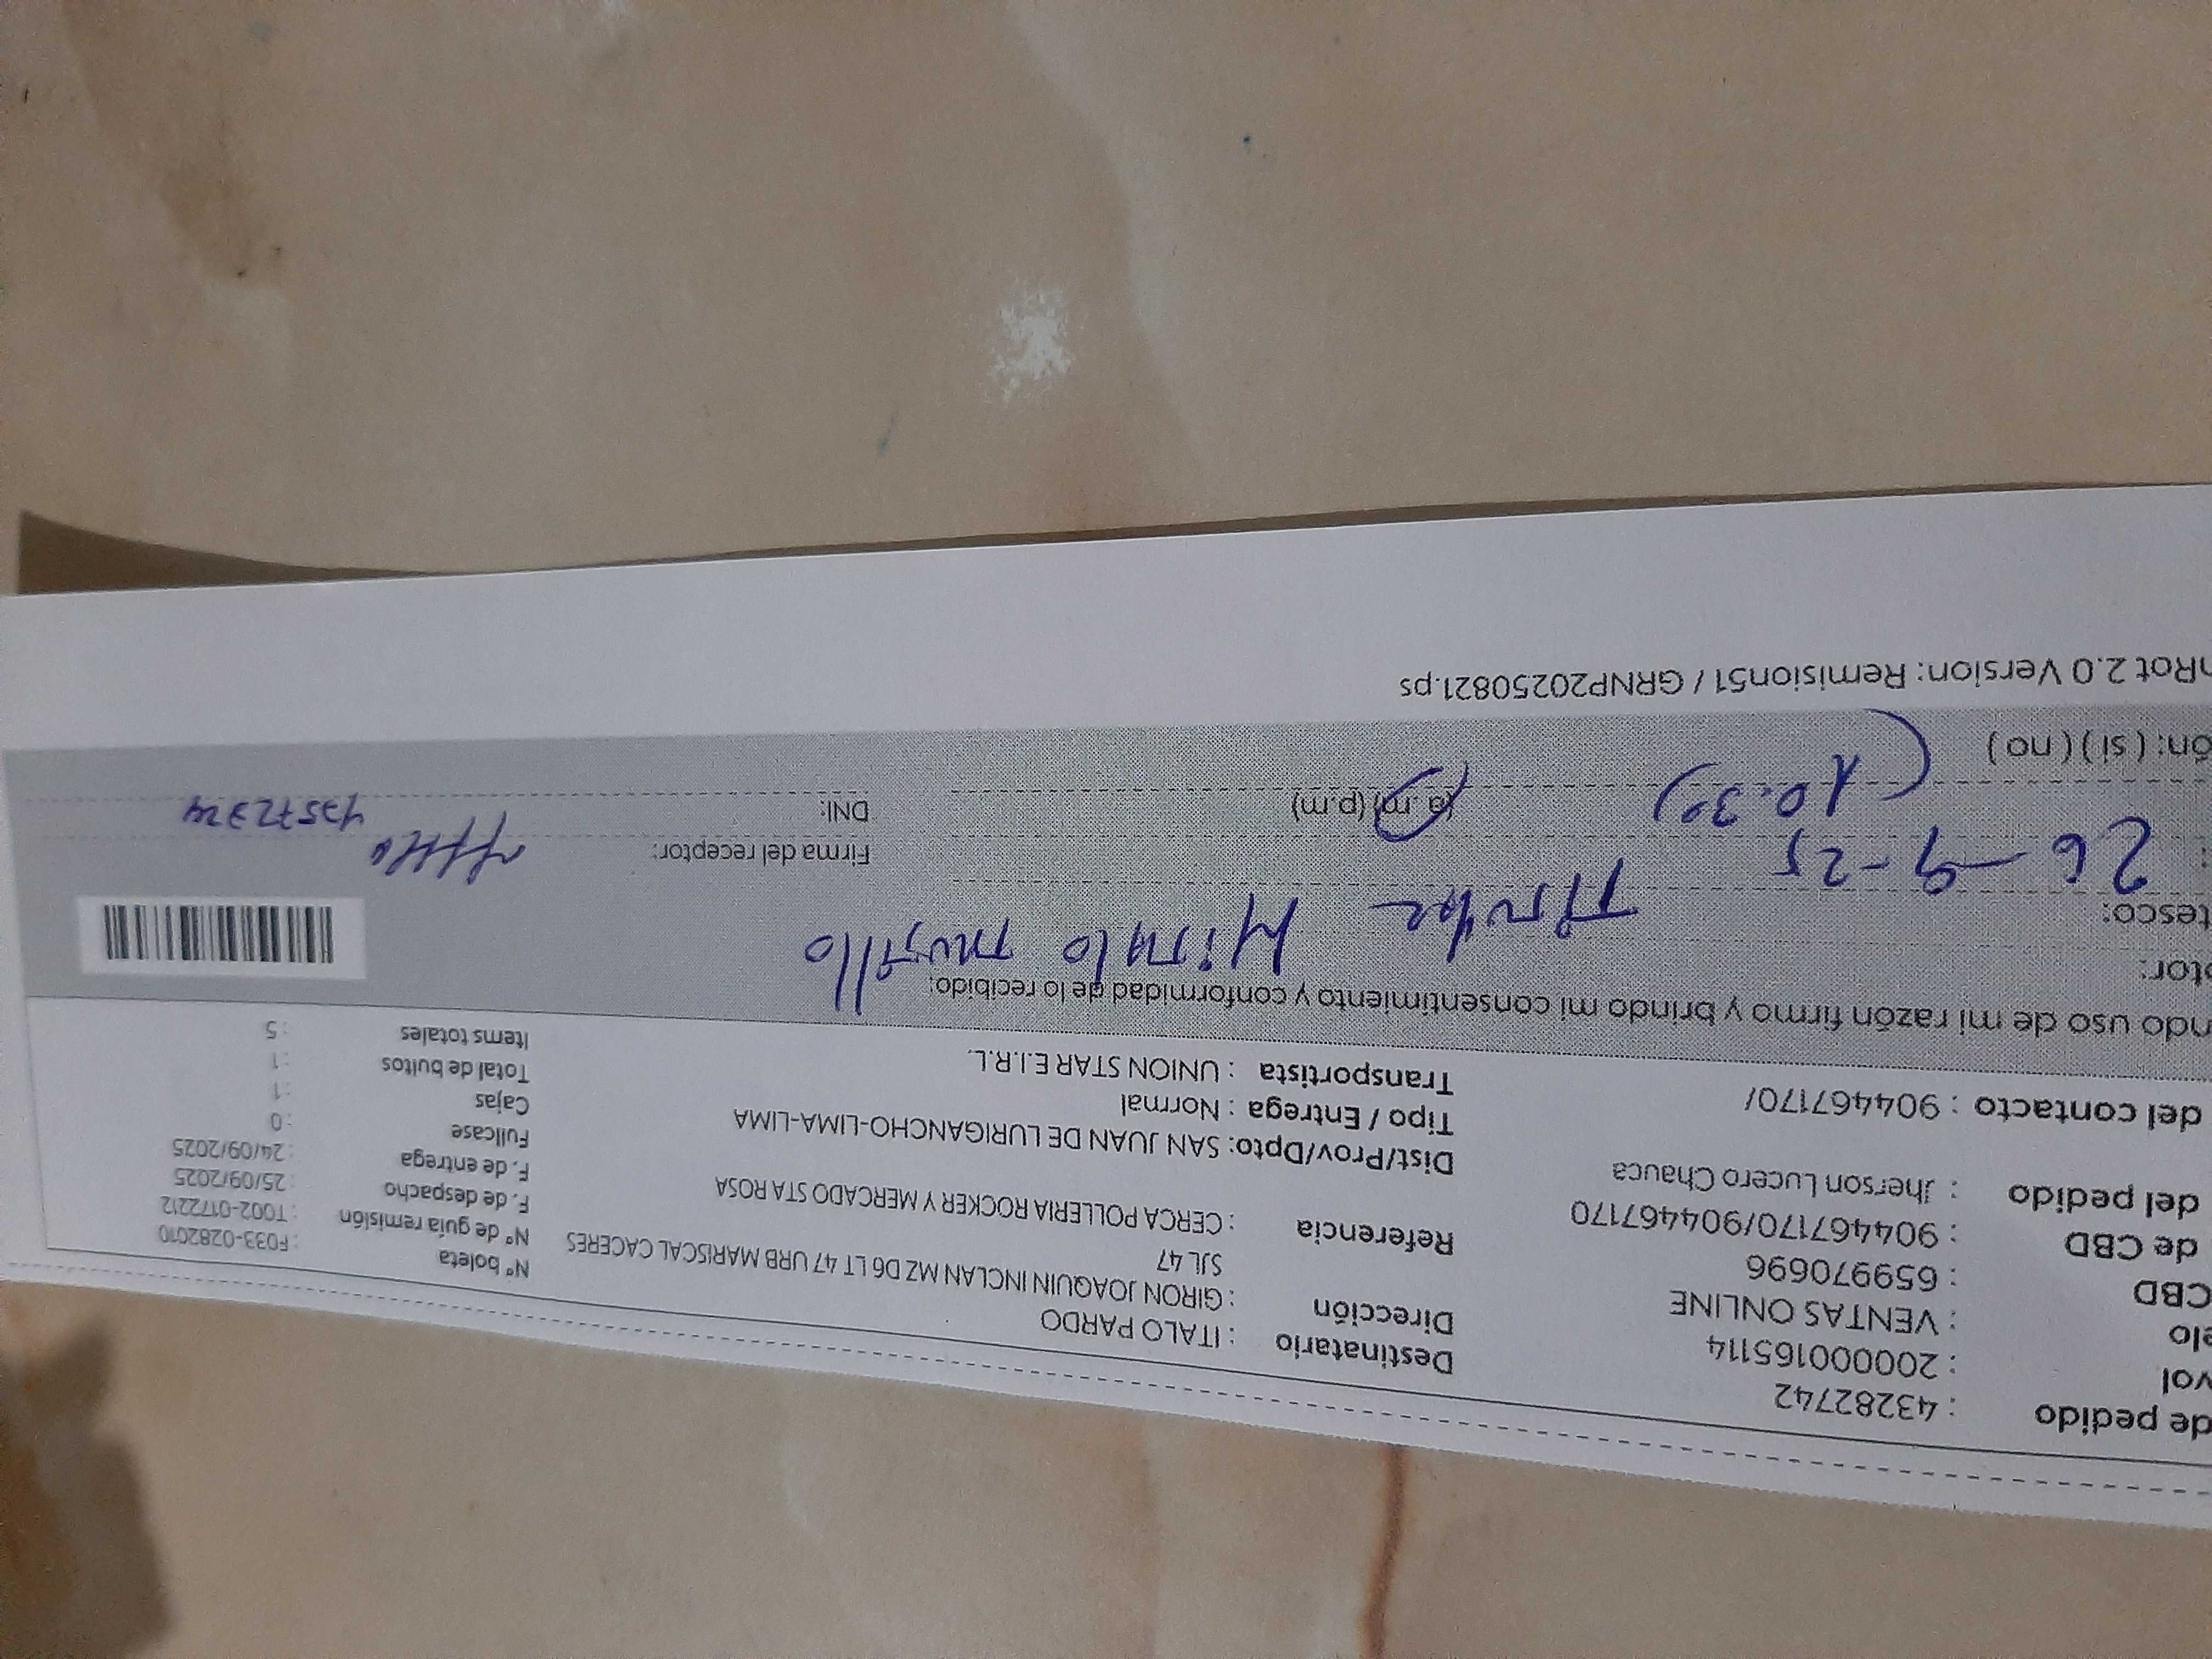 de pedido : 43282742
vol : 200000165114
elo : VENTAS ONLINE
CBD : 659970696
de CBD : 904467170/904467170
del pedido : Jherson Lucero Chauca
del contacto : 904467170/
Destinatario : ITALO PARDO
Dirección : GIRON JOAQUIN INCLAN MZ D6 LT 47 URB MARISCAL CACERES
SJL 47
Referencia : CERCA POLLERIA ROCKER Y MERCADO STA ROSA
Dist/Prov/Dpto: SAN JUAN DE LURIGANCHO-LIMA-LIMA
Tipo / Entrega : Normal
Transportista : UNION STAR E.I.R.L.
N° boleta : F033-0282010
N° de guía remisión : T002-0172212
F. de despacho : 25/09/2025
F. de entrega : 24/09/2025
Fullcase : 0
Cajas : 1
Total de bultos : 1
Items totales : 5
ndo uso de mi razón firmo y brindo mi consentimiento y conformidad de lo recibido:
ptor:
tesco:
: 26-9-25
(10:30) (a.m) (p.m)
ón: ( si ) ( no )
Firma del receptor:
DNI:
nRot 2.0 Version: Remision51 / GRNP20250821.ps